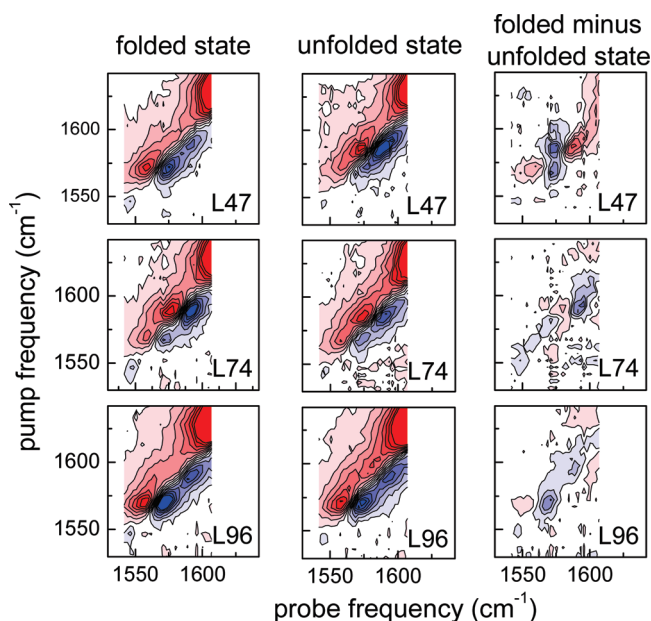 folded state
unfolded state
folded minus
unfolded state
pump frequency (cm⁻¹)
1600
1550
L47
L47
L47
1600
1550
L74
L74
L74
1600
1550
L96
L96
L96
1550 1600
1550 1600
1550 1600
probe frequency (cm⁻¹)